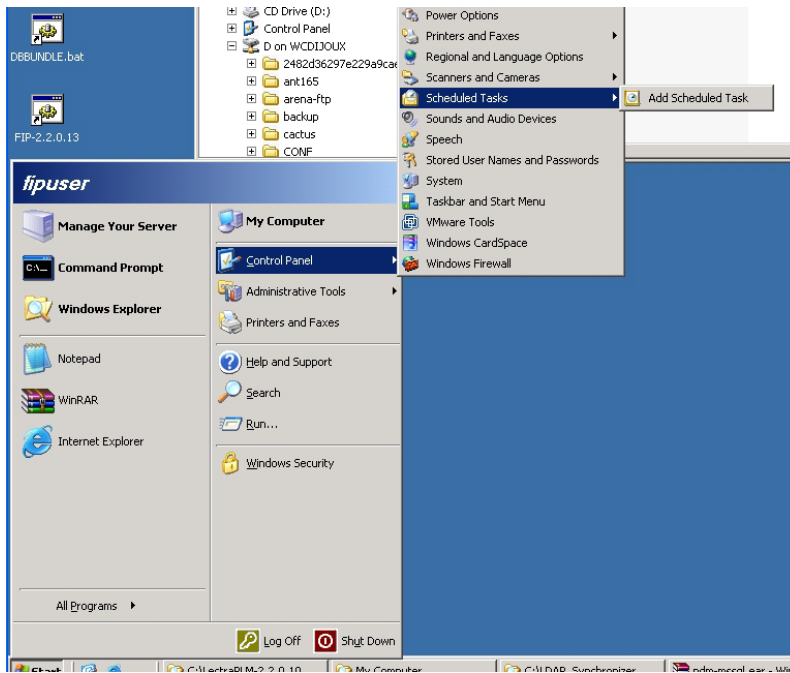 DBBUNDLE.bat
FIP-2.2.0.13
CD Drive (D:)
Control Panel
D on WCDIJOUX
2482d36297e229a9cae
ant165
arena-ftp
backup
cactus
CONF
Power Options
Printers and Faxes
Regional and Language Options
Scanners and Cameras
Scheduled Tasks
Sounds and Audio Devices
Speech
Stored User Names and Passwords
System
Taskbar and Start Menu
VMware Tools
Windows CardSpace
Windows Firewall
Add Scheduled Task
fipuser
Manage Your Server
Command Prompt
Windows Explorer
Notepad
WinRAR
Internet Explorer
All Programs
My Computer
Control Panel
Administrative Tools
Printers and Faxes
Help and Support
Search
Run...
Windows Security
Log Off
Shut Down
Start
C:\LectraPLM-2.2.0.10
My Computer
C:\LDAP_Synchronizer
pdm-mssql.ear - Wi